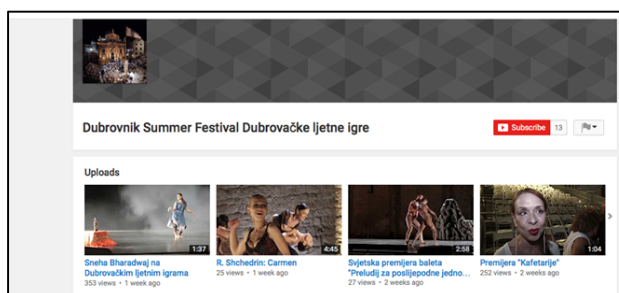 Dubrovnik Summer Festival Dubrovačke ljetne igre
Subscribe 13
Uploads
1:37
4:45
2:58
1:04
Sneha Bharadwaj na
Dubrovačkim ljetnim igrama
353 views • 1 week ago
R. Shchedrin: Carmen
25 views • 1 week ago
Svjetska premijera baleta
"Preludij za poslijepodne jedno...
27 views • 2 weeks ago
Premijera "Kafetarije"
252 views • 2 weeks ago